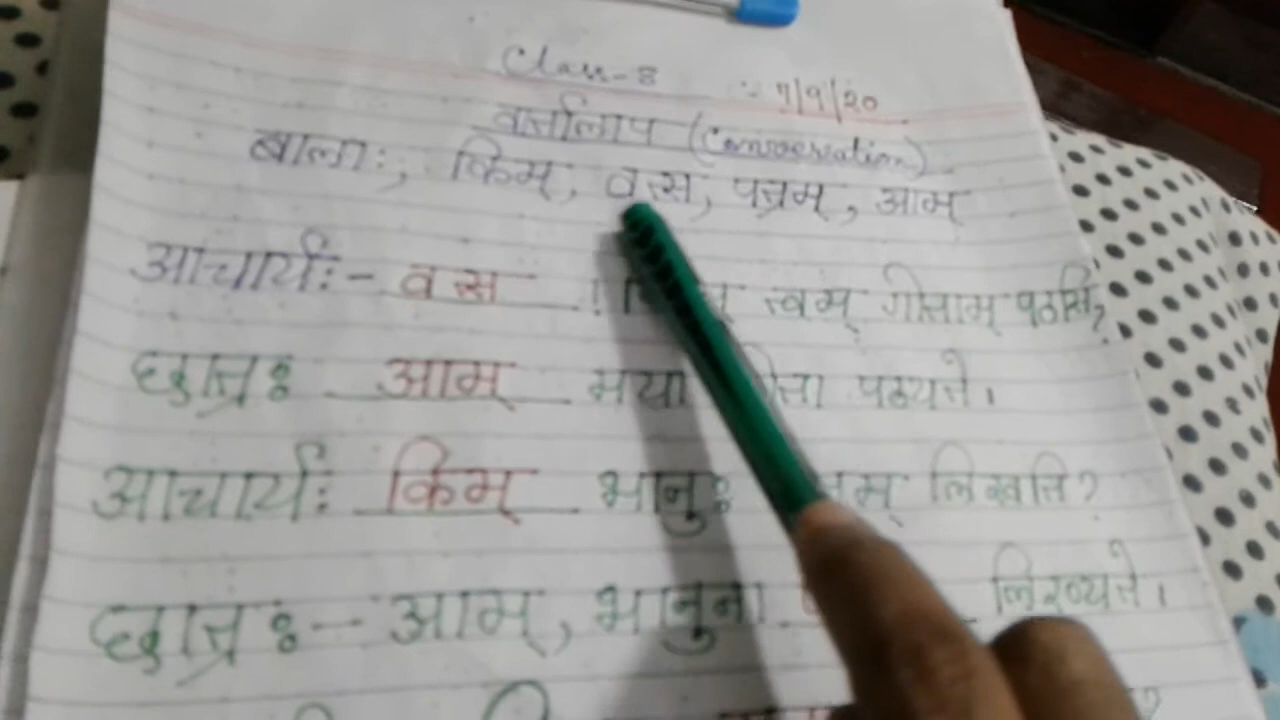 Class-8
7/9/20
वार्त्तालाप (Conversation)
बालाः, किम्, वत्स, पत्रम्, आम्
आचार्यः- वत्स ! त्वम् गीताम् पठसि?
छात्रः आम् मया पठ्यते।
आचार्यः किम् भानुः लिखति?
छात्रः- आम्, भानुना लिख्यते।